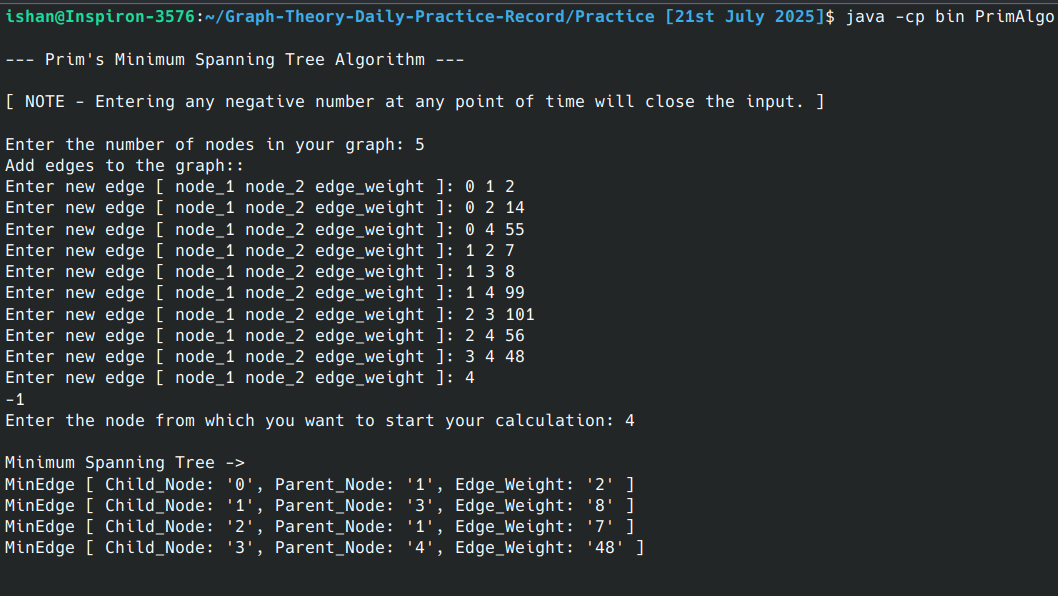 ishan@Inspiron-3576:~/Graph-Theory-Daily-Practice-Record/Practice [21st July 2025]$ java -cp bin PrimAlgo
--- Prim's Minimum Spanning Tree Algorithm ---
[ NOTE - Entering any negative number at any point of time will close the input. ]
Enter the number of nodes in your graph: 5
Add edges to the graph::
Enter new edge [ node_1 node_2 edge_weight ]: 0 1 2
Enter new edge [ node_1 node_2 edge_weight ]: 0 2 14
Enter new edge [ node_1 node_2 edge_weight ]: 0 4 55
Enter new edge [ node_1 node_2 edge_weight ]: 1 2 7
Enter new edge [ node_1 node_2 edge_weight ]: 1 3 8
Enter new edge [ node_1 node_2 edge_weight ]: 1 4 99
Enter new edge [ node_1 node_2 edge_weight ]: 2 3 101
Enter new edge [ node_1 node_2 edge_weight ]: 2 4 56
Enter new edge [ node_1 node_2 edge_weight ]: 3 4 48
Enter new edge [ node_1 node_2 edge_weight ]: 4
-1
Enter the node from which you want to start your calculation: 4
Minimum Spanning Tree ->
MinEdge [ Child_Node: '0', Parent_Node: '1', Edge_Weight: '2' ]
MinEdge [ Child_Node: '1', Parent_Node: '3', Edge_Weight: '8' ]
MinEdge [ Child_Node: '2', Parent_Node: '1', Edge_Weight: '7' ]
MinEdge [ Child_Node: '3', Parent_Node: '4', Edge_Weight: '48' ]